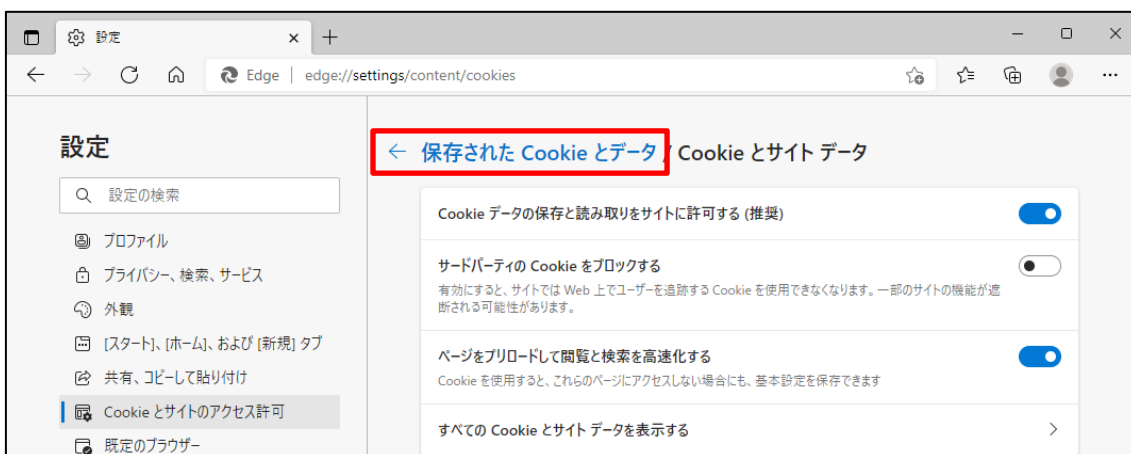 設定
Edge | edge://settings/content/cookies
設定
設定の検索
プロファイル
プライバシー、検索、サービス
外観
[スタート]、[ホーム]、および [新規] タブ
共有、コピーして貼り付け
Cookie とサイトのアクセス許可
既定のブラウザー
保存された Cookie とデータ / Cookie とサイト データ
Cookie データの保存と読み取りをサイトに許可する (推奨)
サードパーティの Cookie をブロックする
有効にすると、サイトでは Web 上でユーザーを追跡する Cookie を使用できなくなります。一部のサイトの機能が遮
断される可能性があります。
ページをプリロードして閲覧と検索を高速化する
Cookie を使用すると、これらのページにアクセスしない場合にも、基本設定を保存できます
すべての Cookie とサイト データを表示する